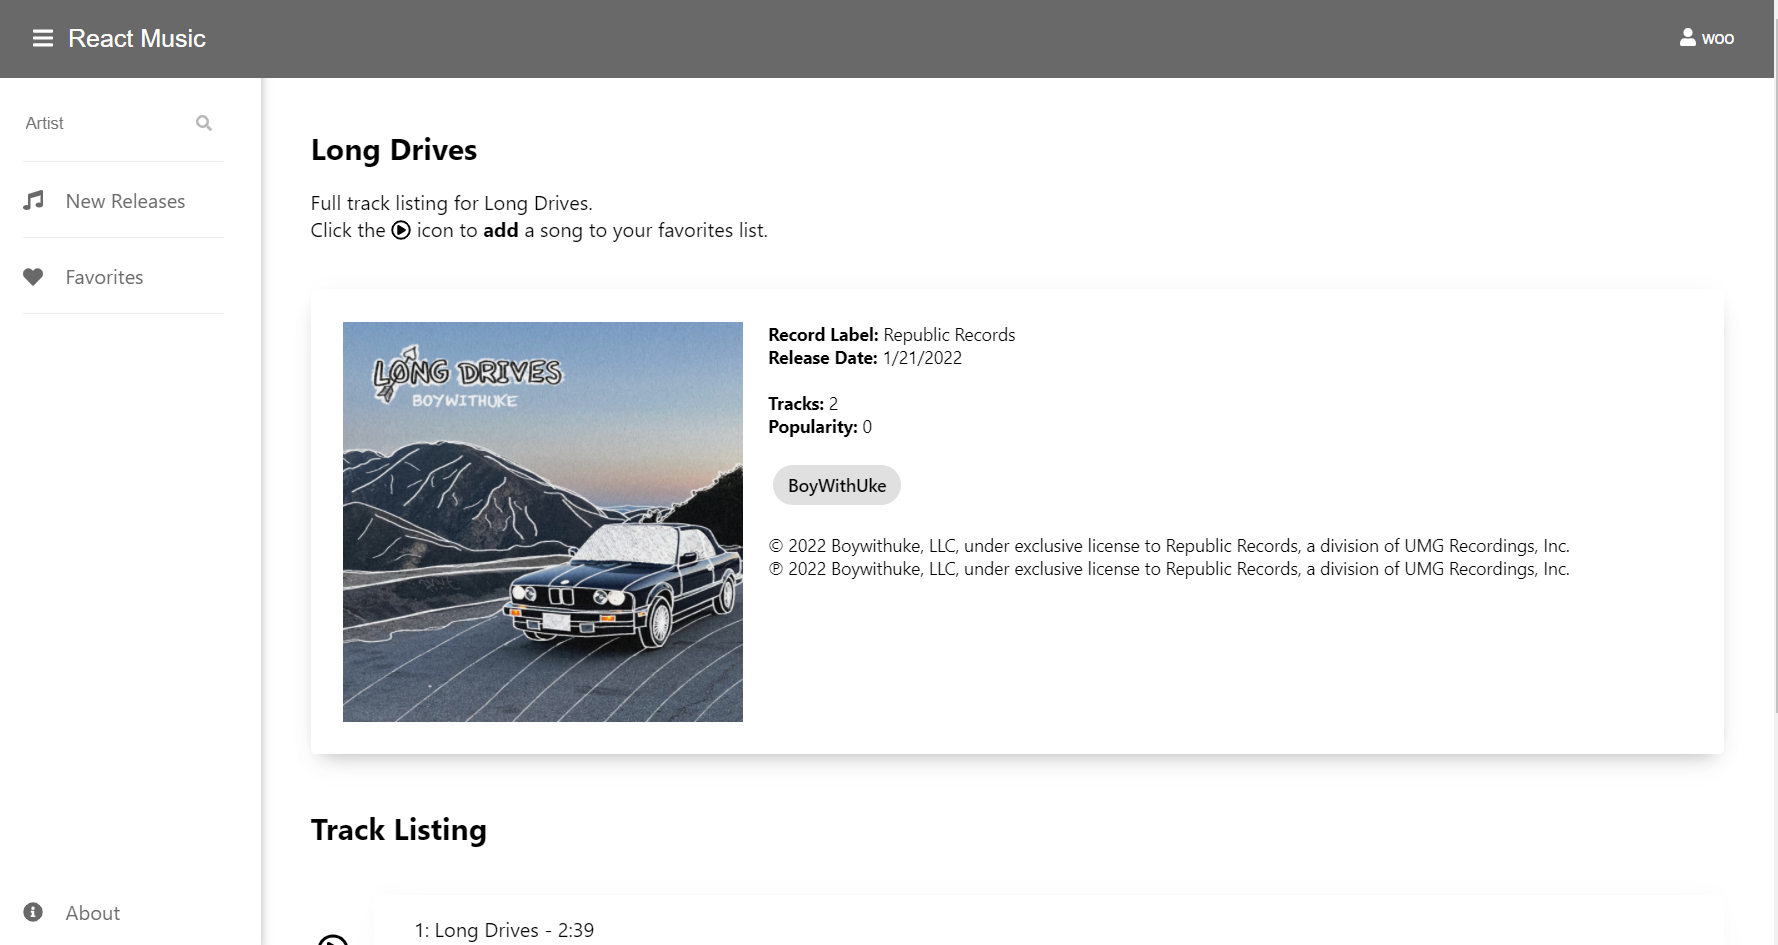 React Music
woo
Artist
New Releases
Favorites
About
Long Drives
Full track listing for Long Drives.
Click the icon to add a song to your favorites list.
LONG DRIVES
BOYWITHUKE
Record Label: Republic Records
Release Date: 1/21/2022
Tracks: 2
Popularity: 0
BoyWithUke
© 2022 Boywithuke, LLC, under exclusive license to Republic Records, a division of UMG Recordings, Inc.
℗ 2022 Boywithuke, LLC, under exclusive license to Republic Records, a division of UMG Recordings, Inc.
Track Listing
1: Long Drives - 2:39